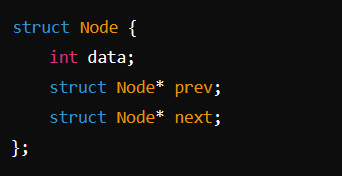 struct Node {
    int data;
    struct Node* prev;
    struct Node* next;
};